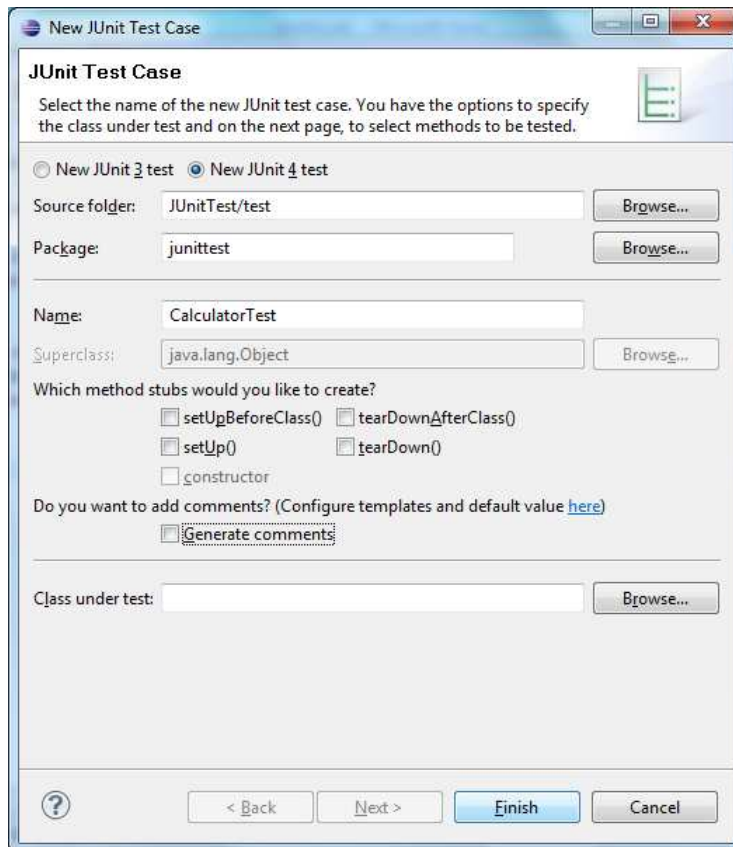 New JUnit Test Case
JUnit Test Case
Select the name of the new JUnit test case. You have the options to specify
the class under test and on the next page, to select methods to be tested.
New JUnit 3 test New JUnit 4 test
Source folder: JUnitTest/test Browse...
Package: junittest Browse...
Name: CalculatorTest
Superclass: java.lang.Object Browse...
Which method stubs would you like to create?
setUpBeforeClass() tearDownAfterClass()
setUp() tearDown()
constructor
Do you want to add comments? (Configure templates and default value here)
Generate comments
Class under test: Browse...
? < Back Next > Finish Cancel